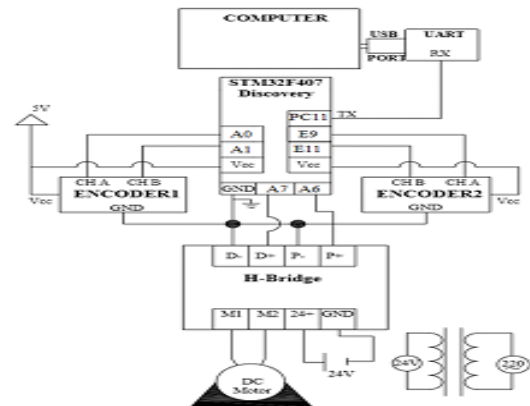 COMPUTER
USB
PORT
UART
RX
STM32F407
Discovery
PC11
TX
5V
A0
E9
A1
E11
Vcc
Vcc
CH A
CH B
ENCODER1
GND
Vcc
GND
A7
A6
CH B
CH A
ENCODER2
GND
Vcc
D-
D+
P-
P+
H-Bridge
M1
M2
24+
GND
DC
Motor
24V
24V
220